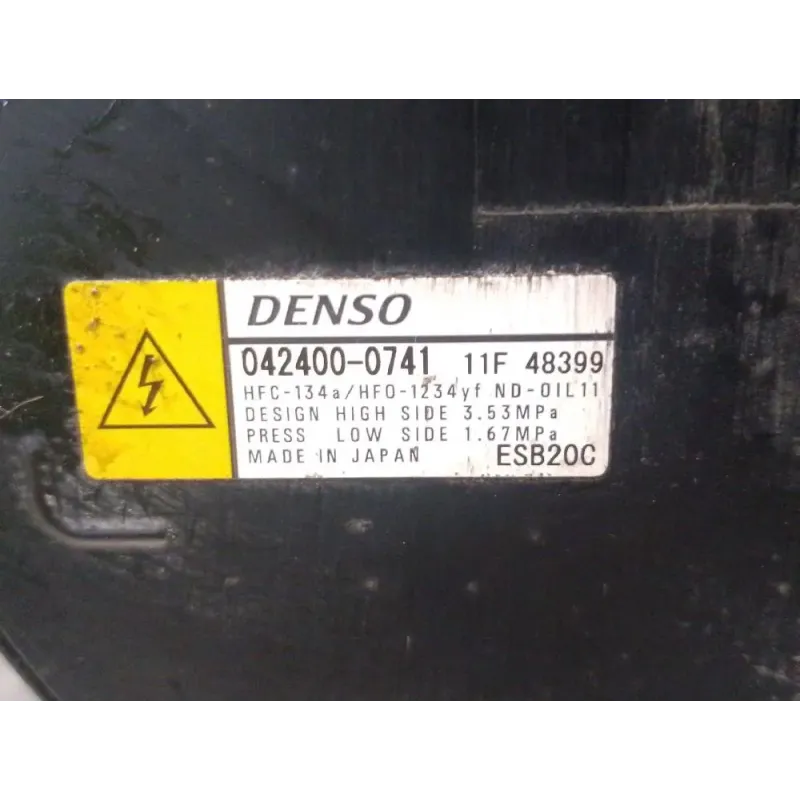 DENSO
042400-0741 11F 48399
HFC-134a/HFO-1234yf ND-OIL11
DESIGN HIGH SIDE 3.53MPa
PRESS LOW SIDE 1.67MPa
MADE IN JAPAN ESB20C